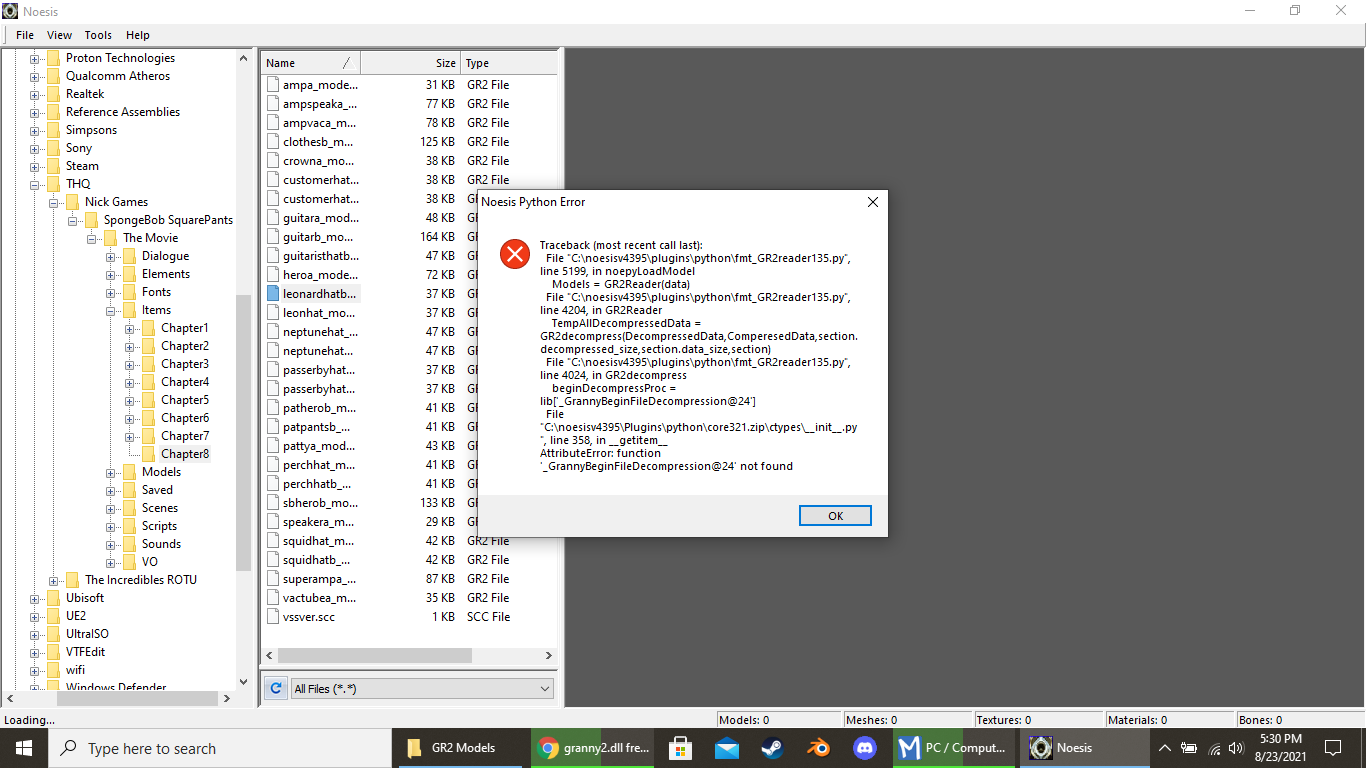 Noesis
File View Tools Help
Proton Technologies
Qualcomm Atheros
Realtek
Reference Assemblies
Simpsons
Sony
Steam
THQ
Nick Games
SpongeBob SquarePants
The Movie
Dialogue
Elements
Fonts
Items
Chapter1
Chapter2
Chapter3
Chapter4
Chapter5
Chapter6
Chapter7
Chapter8
Models
Saved
Scenes
Scripts
Sounds
VO
The Incredibles ROTU
Ubisoft
UE2
UltraISO
VTFEdit
wifi
Windows Defender
Name Size Type
ampa_mode... 31 KB GR2 File
ampspeaka_... 77 KB GR2 File
ampvaca_m... 78 KB GR2 File
clothesb_m... 125 KB GR2 File
crowna_mo... 38 KB GR2 File
customerhat... 38 KB GR2 File
customerhat... 38 KB
guitara_mod... 48 KB
guitarb_mo... 164 KB
guitaristhatb... 47 KB
heroa_mode... 72 KB
leonardhatb... 37 KB
leonhat_mo... 37 KB
neptunehat_... 47 KB
neptunehat_... 47 KB
passerbyhat... 37 KB
passerbyhat... 37 KB
patherob_m... 41 KB
patpantsb_... 41 KB
pattya_mod... 43 KB
perchhat_m... 41 KB
perchhatb_... 41 KB
sbherob_mo... 133 KB
speakera_m... 29 KB
squidhat_m... 42 KB GR2 File
squidhatb_... 42 KB GR2 File
superampa_... 87 KB GR2 File
vactubea_m... 35 KB GR2 File
vssver.scc 1 KB SCC File
All Files (*.*)
Noesis Python Error
Traceback (most recent call last):
File "C:\noesisv4395\plugins\python\fmt_GR2reader135.py",
line 5199, in noepyLoadModel
Models = GR2Reader(data)
File "C:\noesisv4395\plugins\python\fmt_GR2reader135.py",
line 4204, in GR2Reader
TempAllDecompressedData =
GR2decompress(DecompressedData,ComperesedData,section.
decompressed_size,section.data_size,section)
File "C:\noesisv4395\plugins\python\fmt_GR2reader135.py",
line 4024, in GR2decompress
beginDecompressProc =
lib['_GrannyBeginFileDecompression@24']
File
"C:\noesisv4395\Plugins\python\core321.zip\ctypes\__init__.py
", line 358, in __getitem__
AttributeError: function
'_GrannyBeginFileDecompression@24' not found
OK
Loading... Models: 0 Meshes: 0 Textures: 0 Materials: 0 Bones: 0
Type here to search
GR2 Models
granny2.dll fre...
PC / Comput...
Noesis
5:30 PM
8/23/2021